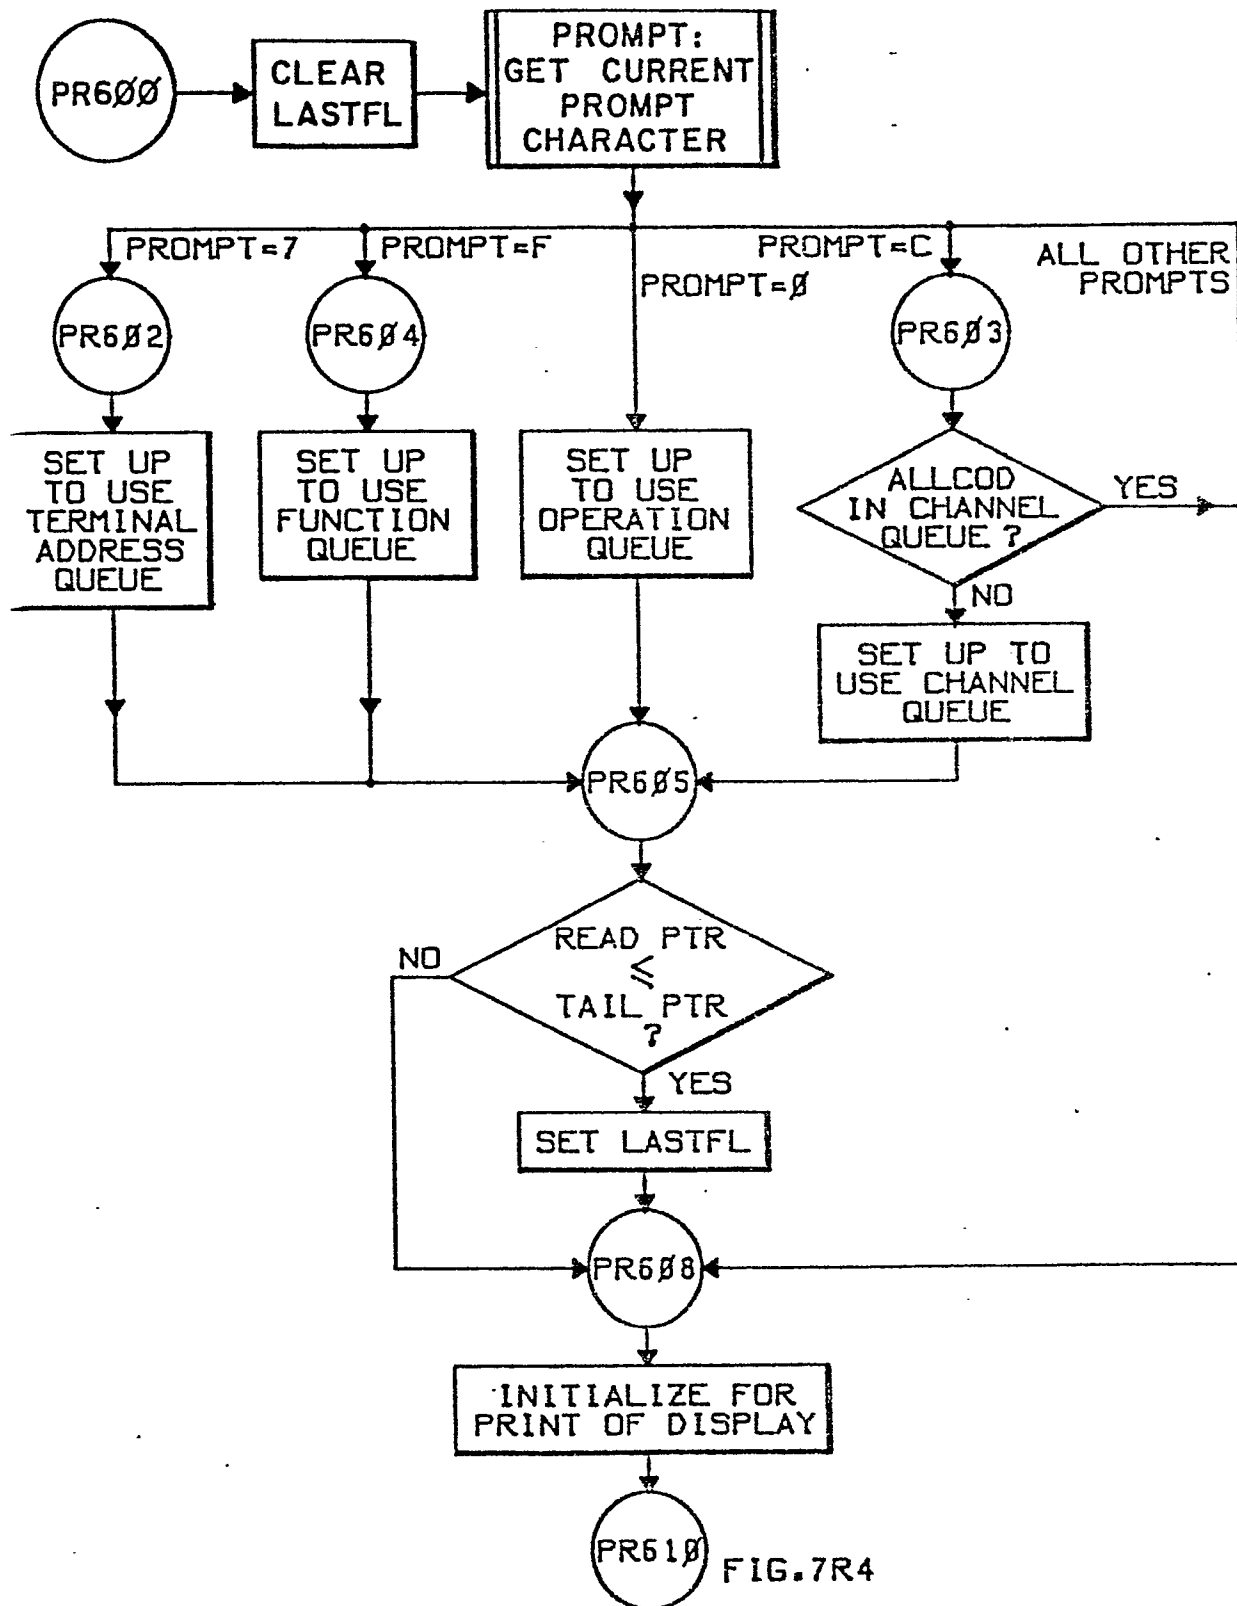 PR6ØØ
CLEAR
LASTFL
PROMPT:
GET CURRENT
PROMPT
CHARACTER
PROMPT=7
PROMPT=F
PROMPT=Ø
PROMPT=C
ALL OTHER
PROMPTS
PR6Ø2
PR6Ø4
PR6Ø3
SET UP
TO USE
TERMINAL
ADDRESS
QUEUE
SET UP
TO USE
FUNCTION
QUEUE
SET UP
TO USE
OPERATION
QUEUE
ALLCOD
IN CHANNEL
QUEUE ?
YES
NO
SET UP TO
USE CHANNEL
QUEUE
PR6Ø5
READ PTR
≤
TAIL PTR
?
NO
YES
SET LASTFL
PR6Ø8
INITIALIZE FOR
PRINT OF DISPLAY
PR61Ø
FIG.7R4